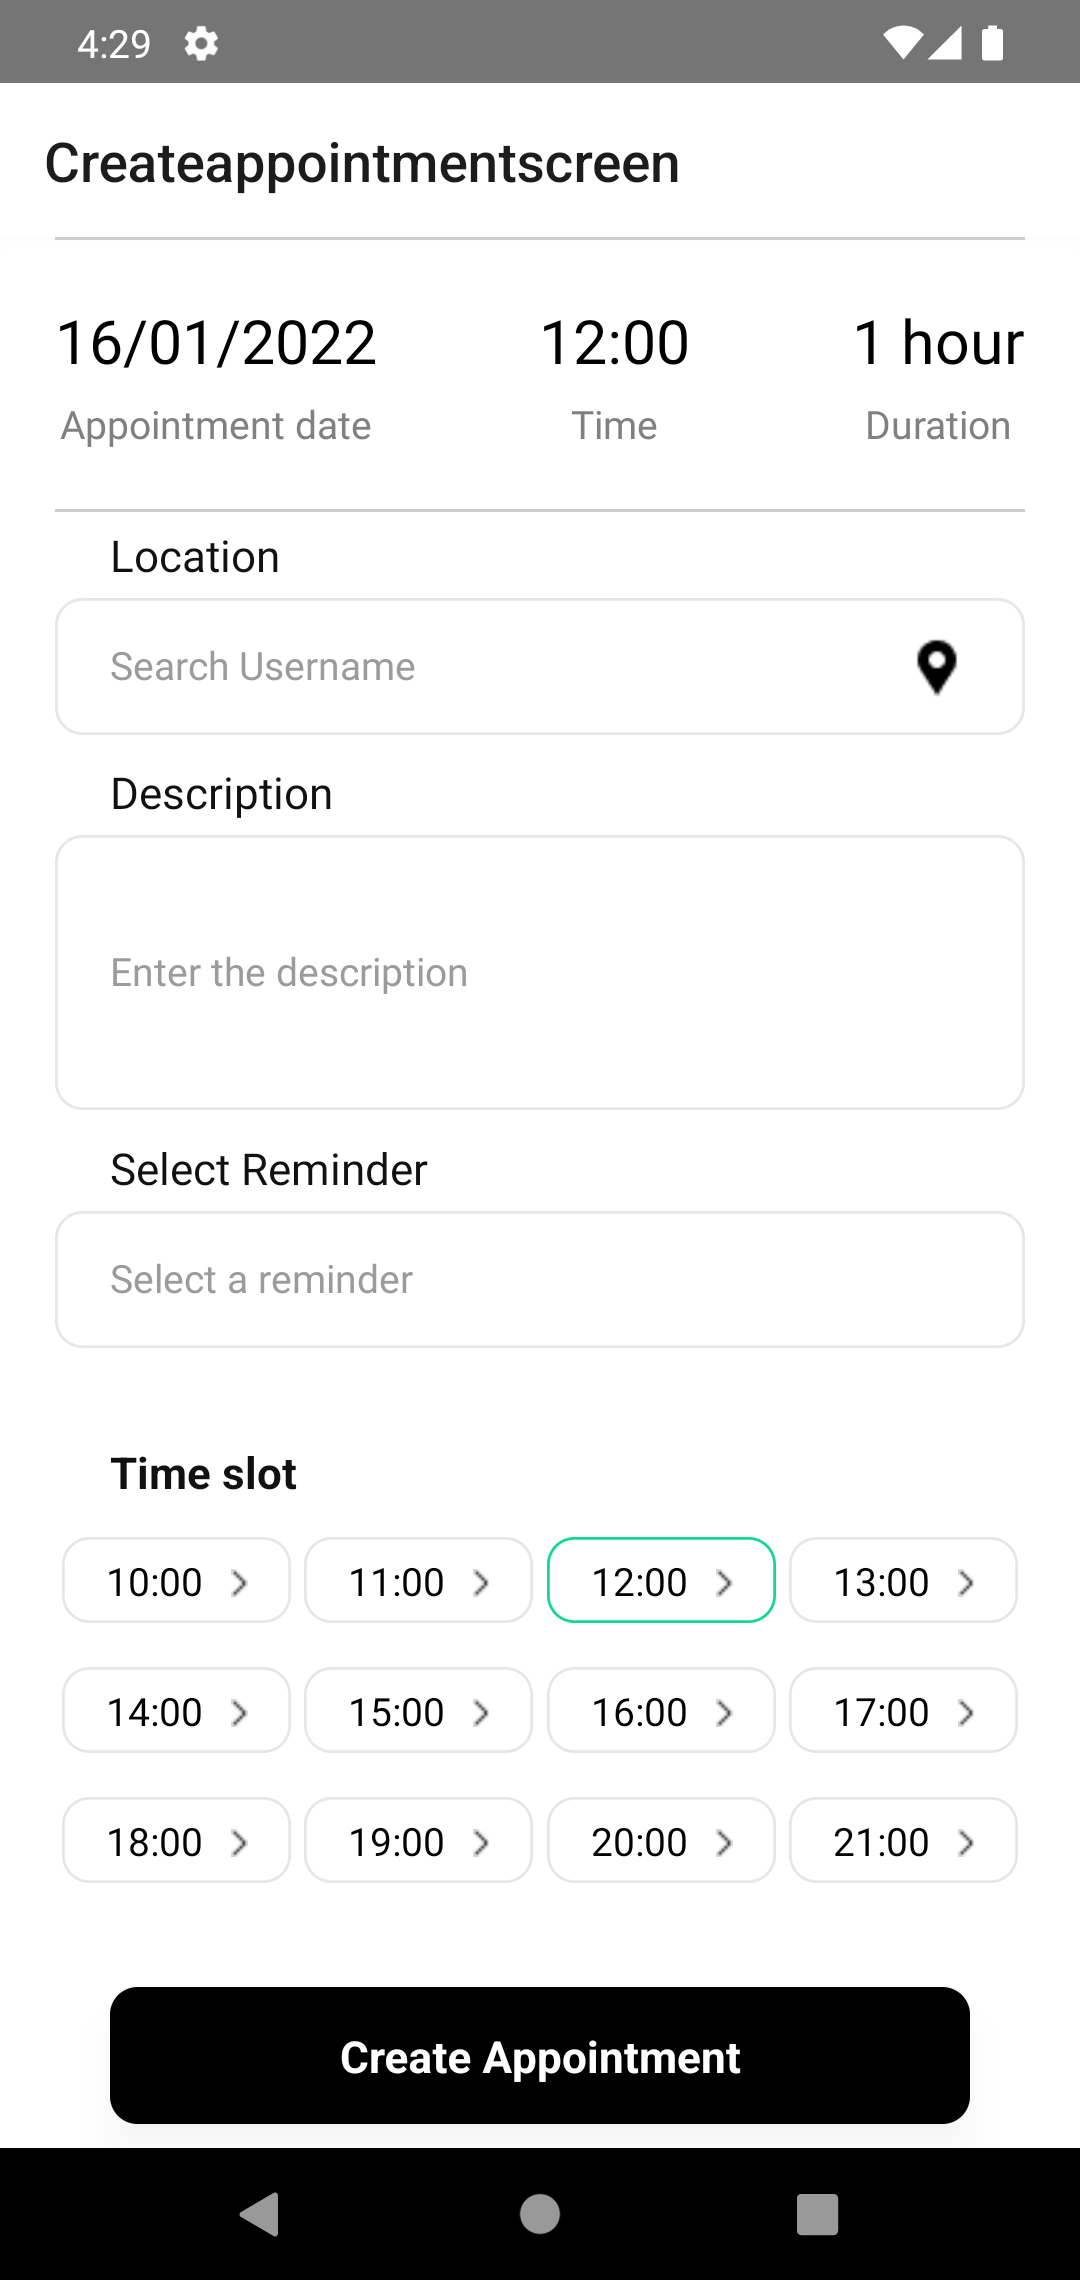 4:29
Createappointmentscreen
16/01/2022 12:00 1 hour
Appointment date Time Duration
Location
Search Username
Description
Enter the description
Select Reminder
Select a reminder
Time slot
10:00 11:00 12:00 13:00
14:00 15:00 16:00 17:00
18:00 19:00 20:00 21:00
Create Appointment